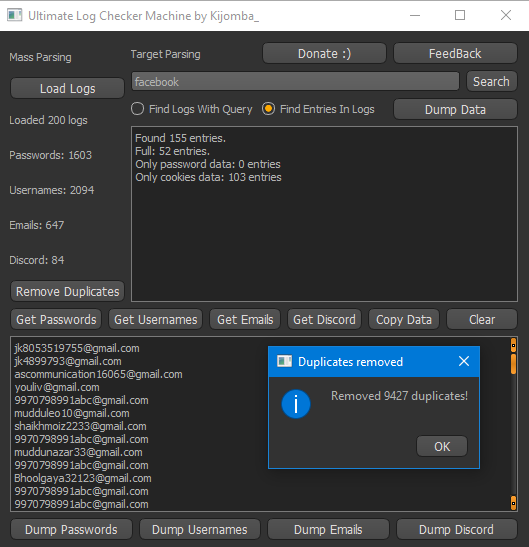 Ultimate Log Checker Machine by Kijomba_
Mass Parsing
Target Parsing
Donate :)
FeedBack
Load Logs
facebook
Search
Find Logs With Query
Find Entries In Logs
Dump Data
Loaded 200 logs
Passwords: 1603
Usernames: 2094
Emails: 647
Discord: 84
Remove Duplicates
Found 155 entries.
Full: 52 entries.
Only password data: 0 entries
Only cookies data: 103 entries
Get Passwords
Get Usernames
Get Emails
Get Discord
Copy Data
Clear
jk8053519755@gmail.com
jk4899793@gmail.com
ascommunication16065@gmail.com
youliv@gmail.com
9970798991abc@gmail.com
mudduleo10@gmail.com
shaikhmoiz2233@gmail.com
9970798991abc@gmail.com
muddunazar33@gmail.com
9970798991abc@gmail.com
Bhoolgaya32123@gmail.com
9970798991abc@gmail.com
9970798991abc@gmail.com
Duplicates removed
Removed 9427 duplicates!
OK
Dump Passwords
Dump Usernames
Dump Emails
Dump Discord